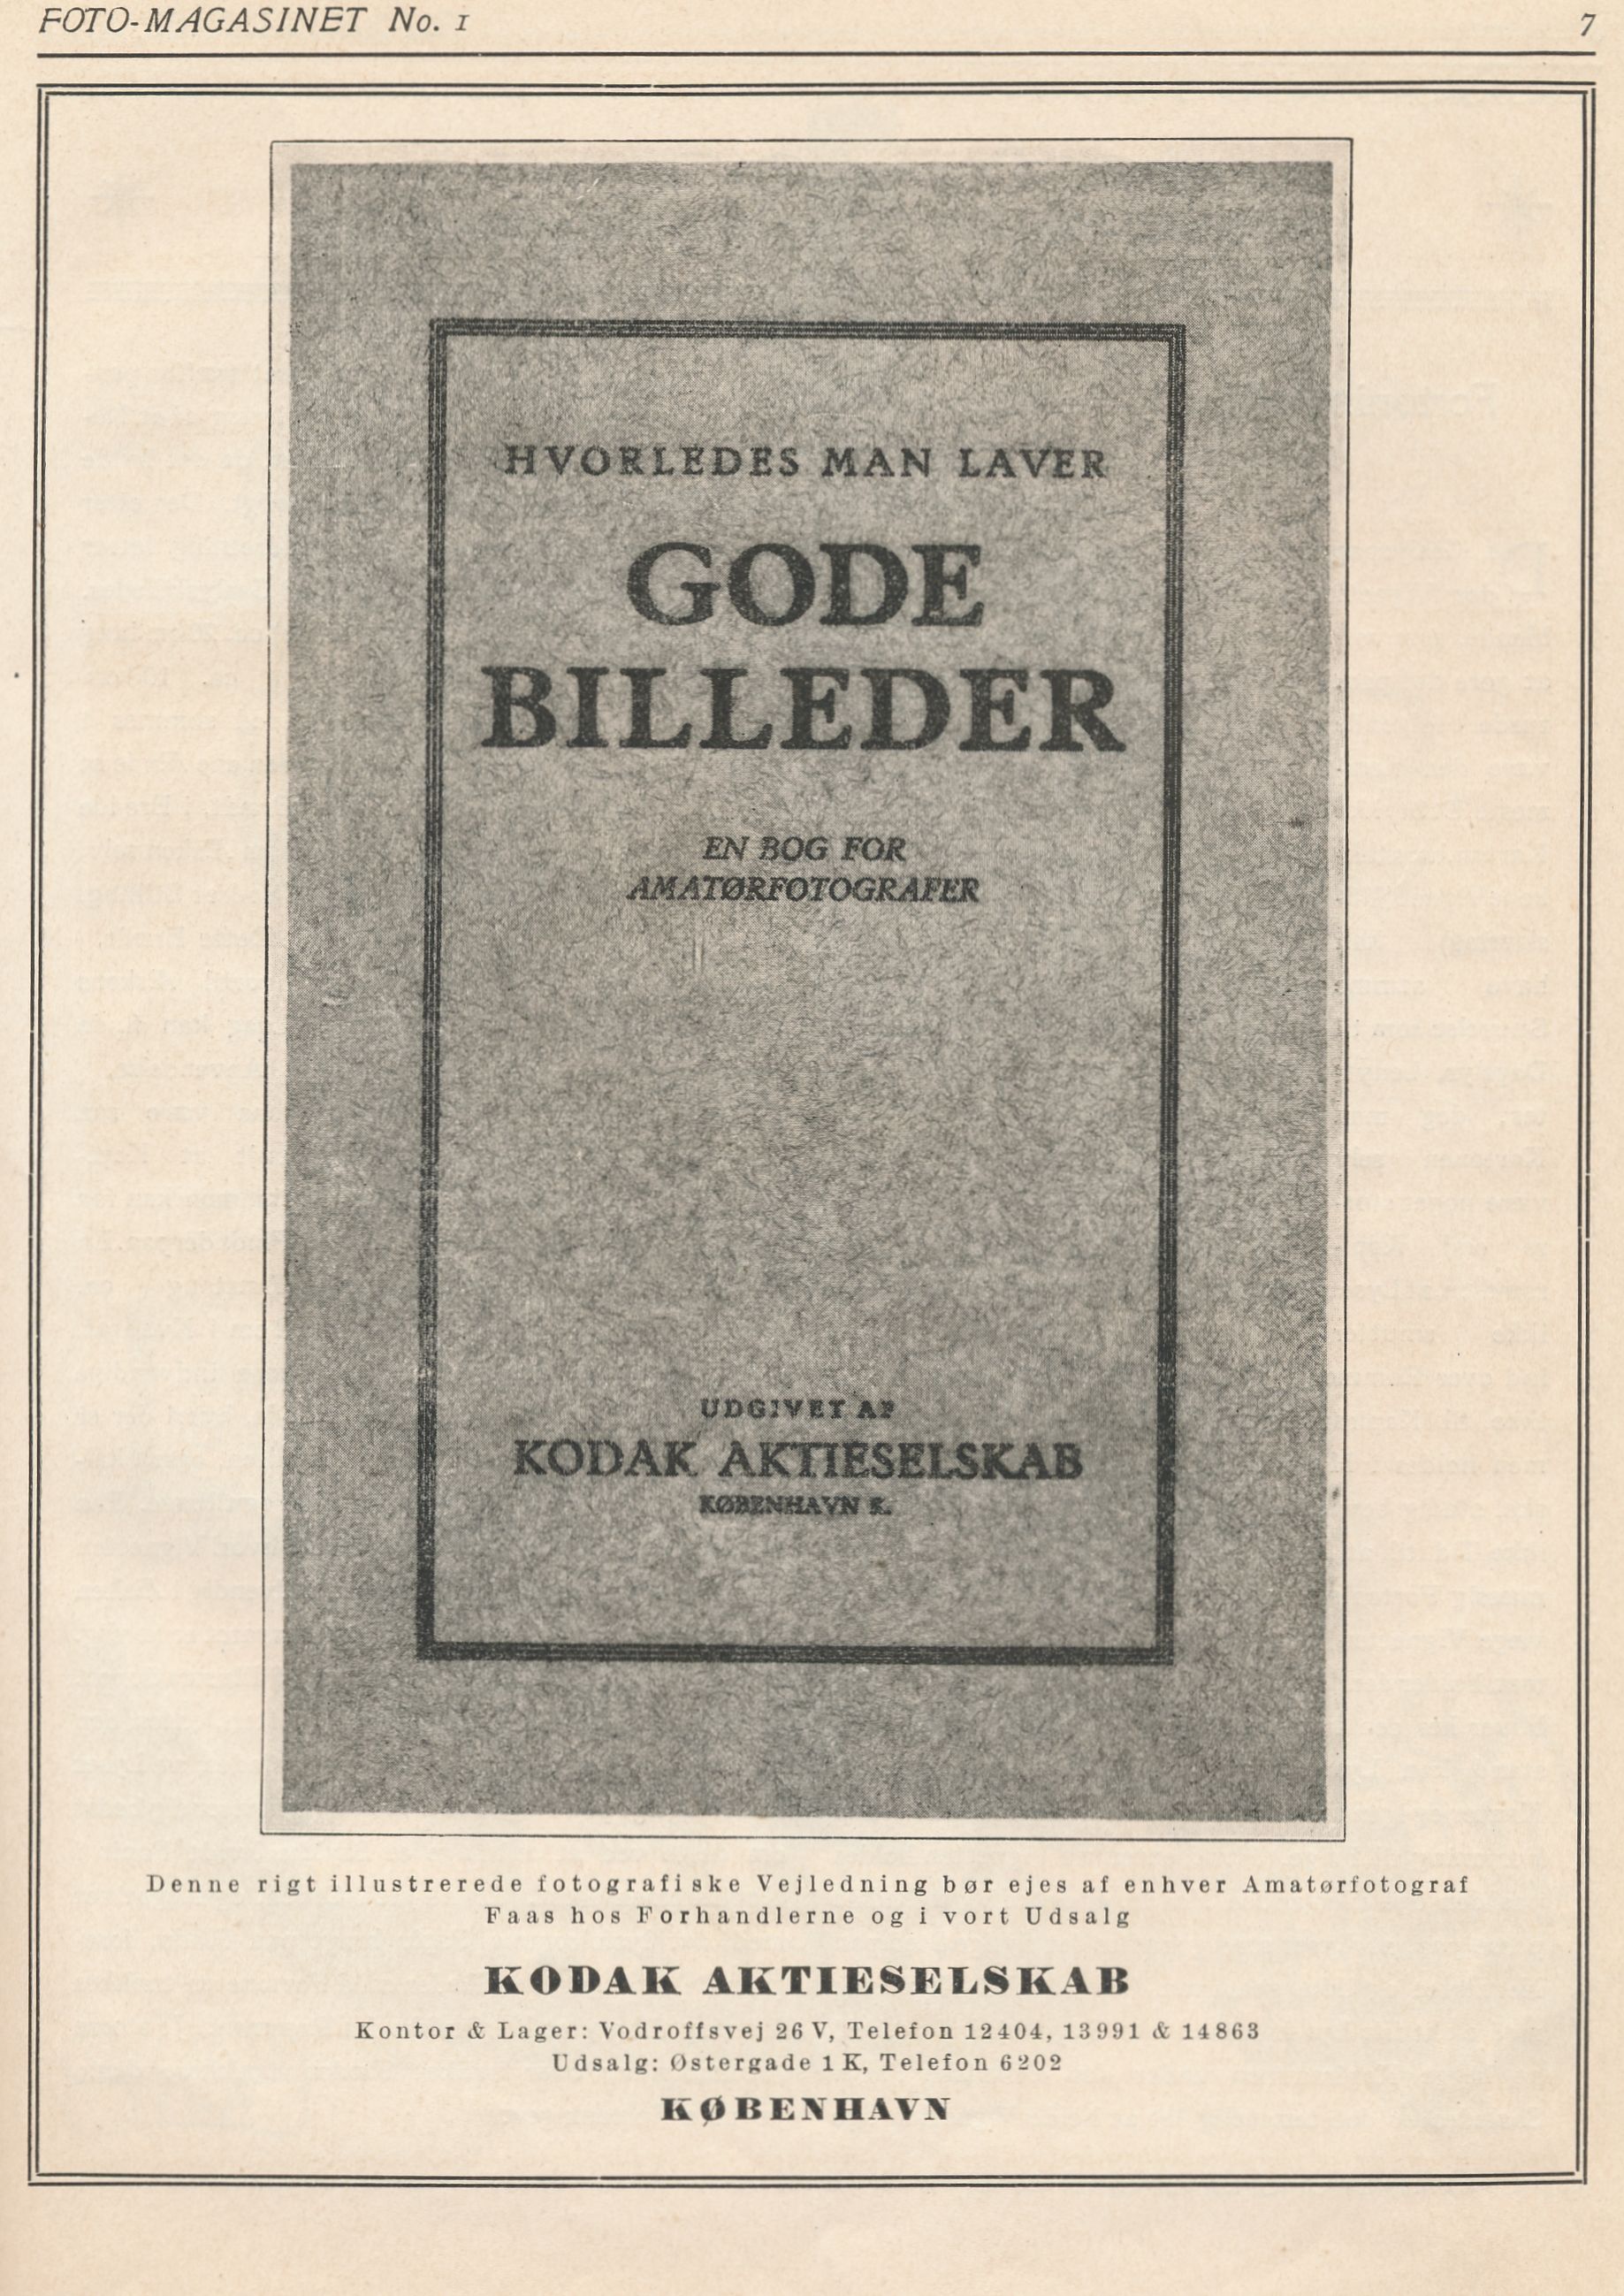 FOTO-MAGASINET No. 1
7
HVORLEDES MAN LAVER
GODE
BILLEDER
EN BOG FOR
AMATØRFOTOGRAFER
UDGIVET AF
KODAK AKTIESELSKAB
KØBENHAVN K.
Denne rigt illustrerede fotografiske Vejledning bør ejes af enhver Amatørfotograf
Faas hos Forhandlerne og i vort Udsalg
KODAK AKTIESELSKAB
Kontor & Lager: Vodroffsvej 26 V, Telefon 12404, 13991 & 14863
Udsalg: Østergade 1 K, Telefon 6202
KØBENHAVN